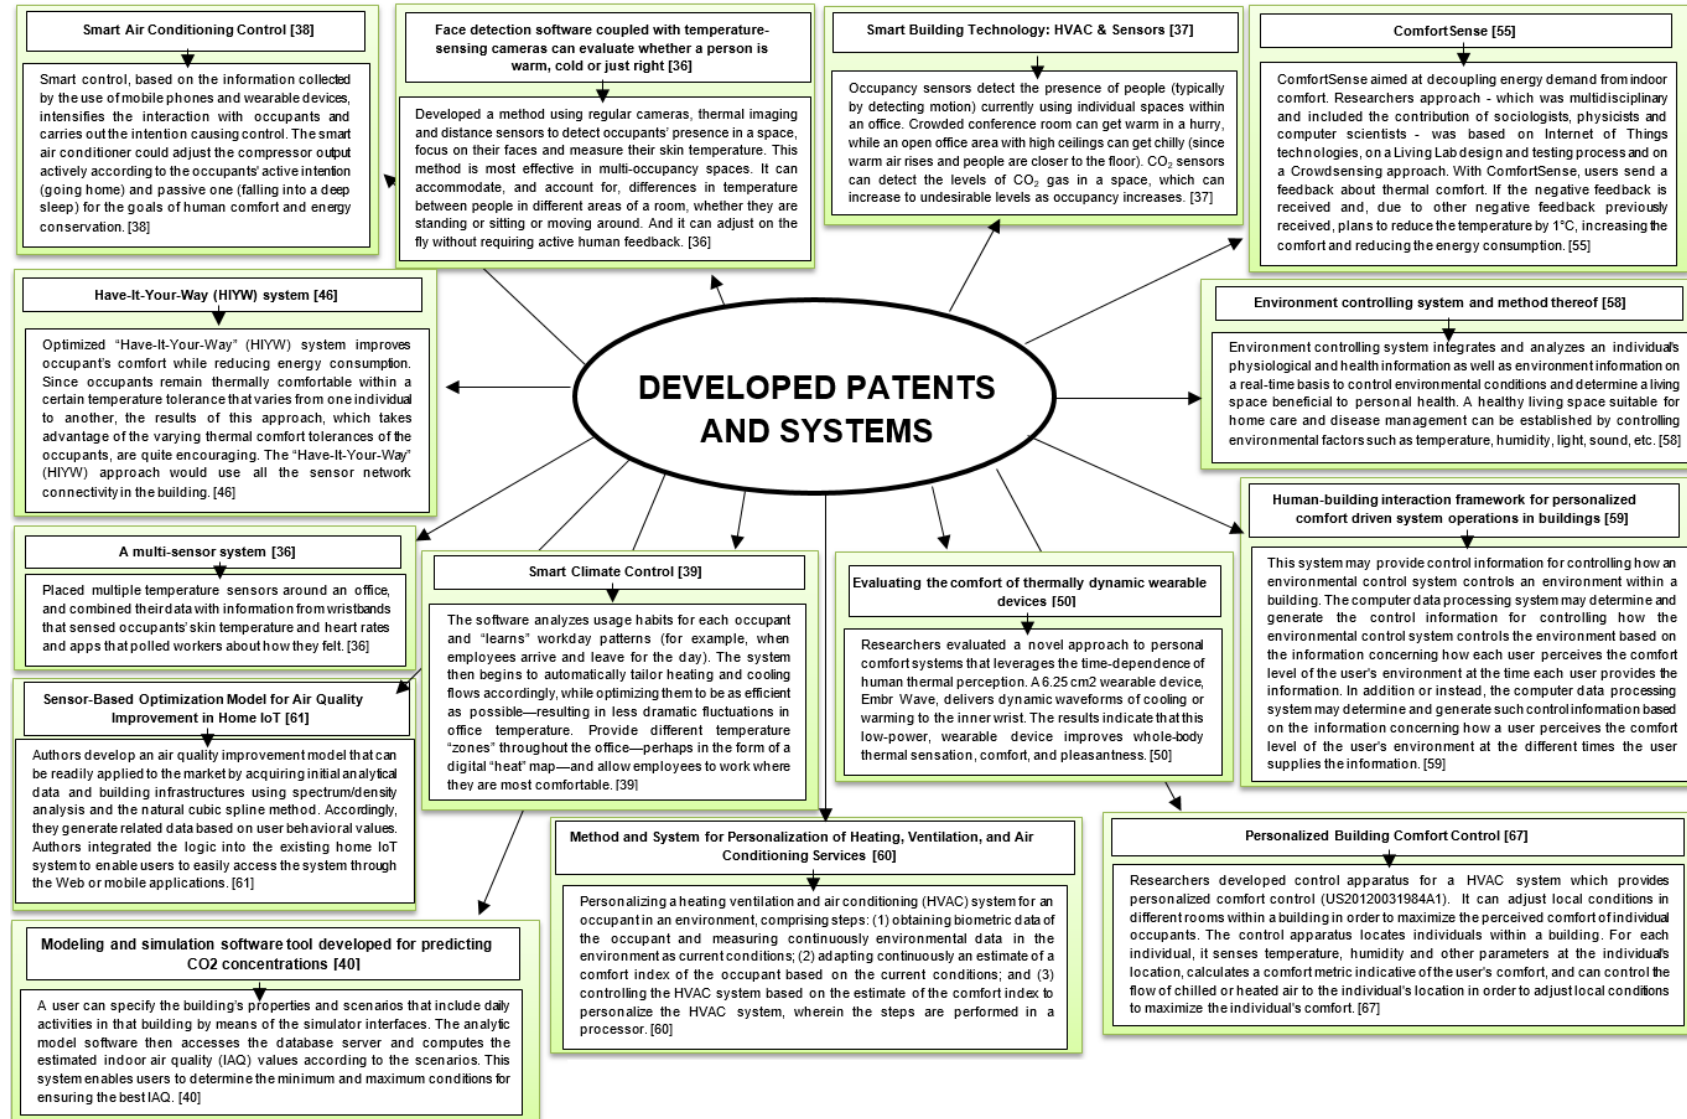 Smart Air Conditioning Control [38]
Smart control, based on the information collected
by the use of mobile phones and wearable devices,
intensifies the interaction with occupants and
carries out the intention causing control. The smart
air conditioner could adjust the compressor output
actively according to the occupants' active intention
(going home) and passive one (falling into a deep
sleep) for the goals of human comfort and energy
conservation. [38]
Face detection software coupled with temperature-
sensing cameras can evaluate whether a person is
warm, cold or just right [36]
Developed a method using regular cameras, thermal imaging
and distance sensors to detect occupants' presence in a space,
focus on their faces and measure their skin temperature. This
method is most effective in multi-occupancy spaces. It can
accommodate, and account for, differences in temperature
between people in different areas of a room, whether they are
standing or sitting or moving around. And it can adjust on the
fly without requiring active human feedback. [36]
Smart Building Technology: HVAC & Sensors [37]
Occupancy sensors detect the presence of people (typically
by detecting motion) currently using individual spaces within
an office. Crowded conference room can get warm in a hurry,
while an open office area with high ceilings can get chilly (since
warm air rises and people are closer to the floor). CO₂ sensors
can detect the levels of CO₂ gas in a space, which can
increase to undesirable levels as occupancy increases. [37]
ComfortSense [55]
ComfortSense aimed at decoupling energy demand from indoor
comfort. Researchers approach - which was multidisciplinary
and included the contribution of sociologists, physicists and
computer scientists - was based on Internet of Things
technologies, on a Living Lab design and testing process and on
a Crowdsensing approach. With ComfortSense, users send a
feedback about thermal comfort. If the negative feedback is
received and, due to other negative feedback previously
received, plans to reduce the temperature by 1°C, increasing the
comfort and reducing the energy consumption. [55]
Have-It-Your-Way (HIYW) system [46]
Optimized “Have-It-Your-Way” (HIYW) system improves
occupant's comfort while reducing energy consumption.
Since occupants remain thermally comfortable within a
certain temperature tolerance that varies from one individual
to another, the results of this approach, which takes
advantage of the varying thermal comfort tolerances of the
occupants, are quite encouraging. The “Have-It-Your-Way”
(HIYW) approach would use all the sensor network
connectivity in the building. [46]
DEVELOPED PATENTS
AND SYSTEMS
Environment controlling system and method thereof [58]
Environment controlling system integrates and analyzes an individual's
physiological and health information as well as environment information on
a real-time basis to control environmental conditions and determine a living
space beneficial to personal health. A healthy living space suitable for
home care and disease management can be established by controlling
environmental factors such as temperature, humidity, light, sound, etc. [58]
A multi-sensor system [36]
Placed multiple temperature sensors around an office,
and combined their data with information from wristbands
that sensed occupants' skin temperature and heart rates
and apps that polled workers about how they felt. [36]
Smart Climate Control [39]
The software analyzes usage habits for each occupant
and “learns” workday patterns (for example, when
employees arrive and leave for the day). The system
then begins to automatically tailor heating and cooling
flows accordingly, while optimizing them to be as efficient
as possible—resulting in less dramatic fluctuations in
office temperature. Provide different temperature
“zones” throughout the office—perhaps in the form of a
digital “heat” map—and allow employees to work where
they are most comfortable. [39]
Evaluating the comfort of thermally dynamic wearable
devices [50]
Researchers evaluated a novel approach to personal
comfort systems that leverages the time-dependence of
human thermal perception. A 6.25 cm2 wearable device,
Embr Wave, delivers dynamic waveforms of cooling or
warming to the inner wrist. The results indicate that this
low-power, wearable device improves whole-body
thermal sensation, comfort, and pleasantness. [50]
Human-building interaction framework for personalized
comfort driven system operations in buildings [59]
This system may provide control information for controlling how an
environmental control system controls an environment within a
building. The computer data processing system may determine and
generate the control information for controlling how the
environmental control system controls the environment based on
the information concerning how each user perceives the comfort
level of the user's environment at the time each user provides the
information. In addition or instead, the computer data processing
system may determine and generate such control information based
on the information concerning how a user perceives the comfort
level of the user's environment at the different times the user
supplies the information. [59]
Sensor-Based Optimization Model for Air Quality
Improvement in Home IoT [61]
Authors develop an air quality improvement model that can
be readily applied to the market by acquiring initial analytical
data and building infrastructures using spectrum/density
analysis and the natural cubic spline method. Accordingly,
they generate related data based on user behavioral values.
Authors integrated the logic into the existing home IoT
system to enable users to easily access the system through
the Web or mobile applications. [61]
Method and System for Personalization of Heating, Ventilation, and Air
Conditioning Services [60]
Personalizing a heating ventilation and air conditioning (HVAC) system for an
occupant in an environment, comprising steps: (1) obtaining biometric data of
the occupant and measuring continuously environmental data in the
environment as current conditions; (2) adapting continuously an estimate of a
comfort index of the occupant based on the current conditions; and (3)
controlling the HVAC system based on the estimate of the comfort index to
personalize the HVAC system, wherein the steps are performed in a
processor. [60]
Personalized Building Comfort Control [67]
Researchers developed control apparatus for a HVAC system which provides
personalized comfort control (US20120031984A1). It can adjust local conditions
in different rooms within a building in order to maximize the perceived comfort of individual
occupants. The control apparatus locates individuals within a building. For each
individual, it senses temperature, humidity and other parameters at the individual's
location, calculates a comfort metric indicative of the user's comfort, and can control the
flow of chilled or heated air to the individual's location in order to adjust local conditions
to maximize the individual's comfort. [67]
Modeling and simulation software tool developed for predicting
CO2 concentrations [40]
A user can specify the building's properties and scenarios that include daily
activities in that building by means of the simulator interfaces. The analytic
model software then accesses the database server and computes the
estimated indoor air quality (IAQ) values according to the scenarios. This
system enables users to determine the minimum and maximum conditions for
ensuring the best IAQ. [40]